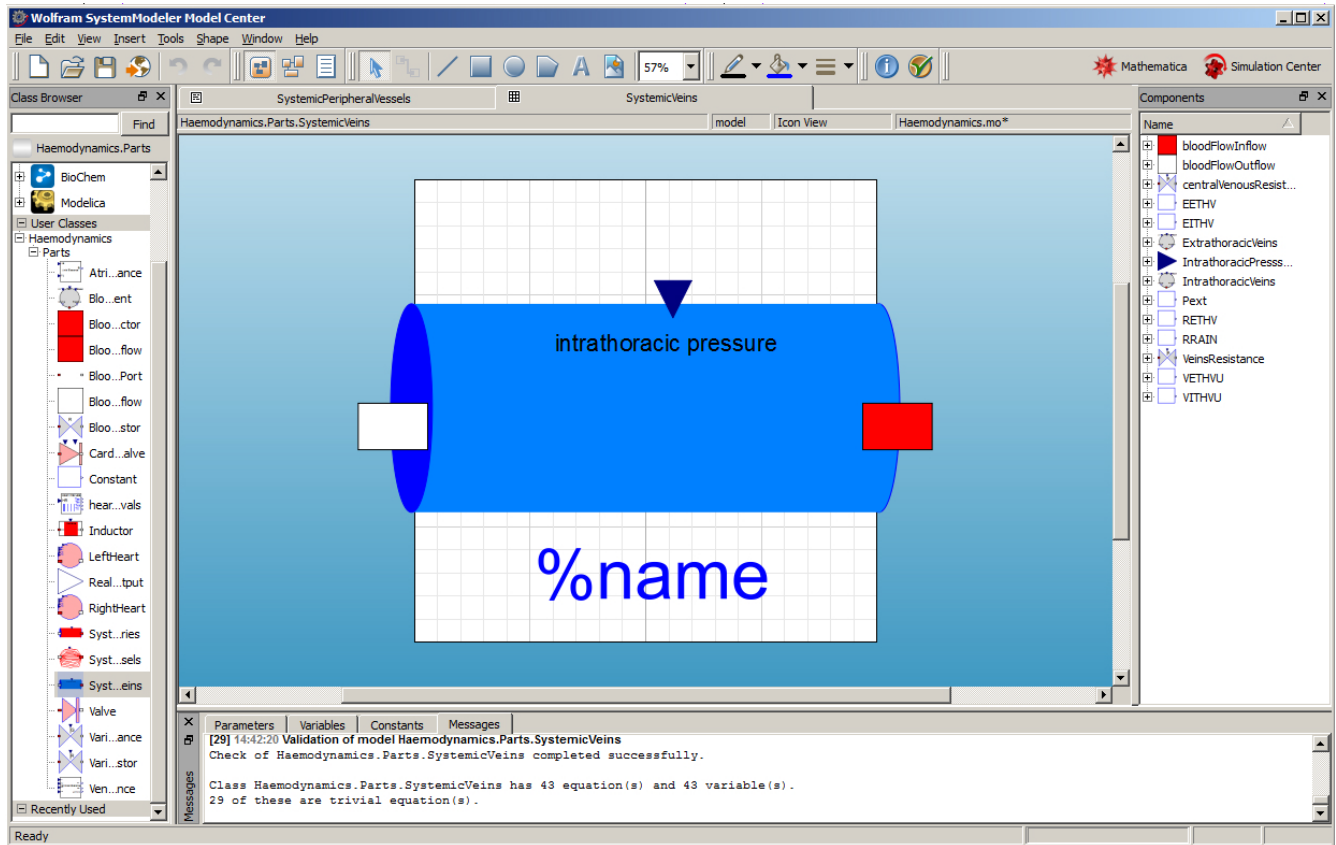 Wolfram SystemModeler Model Center
File Edit View Insert Tools Shape Window Help
57%
Mathematica Simulation Center
Class Browser
Find
Haemodynamics.Parts
BioChem
Modelica
User Classes
Haemodynamics
Parts
Atri...ance
Blo...ent
Bloo...ctor
Bloo...flow
Bloo...Port
Bloo...flow
Bloo...stor
Card...alve
Constant
hear...vals
Inductor
LeftHeart
Real...tput
RightHeart
Syst...ries
Syst...sels
Syst...eins
Valve
Vari...ance
Vari...stor
Ven...nce
Recently Used
SystemicPeripheralVessels SystemicVeins
Haemodynamics.Parts.SystemicVeins model Icon View Haemodynamics.mo*
intrathoracic pressure
%name
Components
Name
bloodFlowInflow
bloodFlowOutflow
centralVenousResist...
EETHV
EITHV
ExtrathoracicVeins
IntrathoracicPresss...
IntrathoracicVeins
Pext
RETHV
RRAIN
VeinsResistance
VETHVU
VITHVU
Parameters Variables Constants Messages
Messages
[29] 14:42:20 Validation of model Haemodynamics.Parts.SystemicVeins
Check of Haemodynamics.Parts.SystemicVeins completed successfully.
Class Haemodynamics.Parts.SystemicVeins has 43 equation(s) and 43 variable(s).
29 of these are trivial equation(s).
Ready